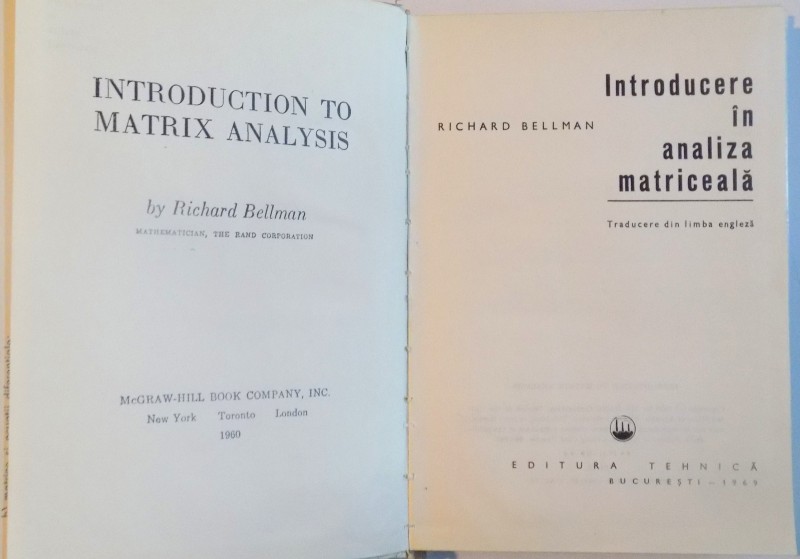 INTRODUCTION TO
MATRIX ANALYSIS
by Richard Bellman
MATHEMATICIAN, THE RAND CORPORATION
McGRAW-HILL BOOK COMPANY, INC.
New York Toronto London
1960
RICHARD BELLMAN
Introducere
în
analiza
matriceală
Traducere din limba engleză
EDITURA TEHNICĂ
BUCUREȘTI – 1969